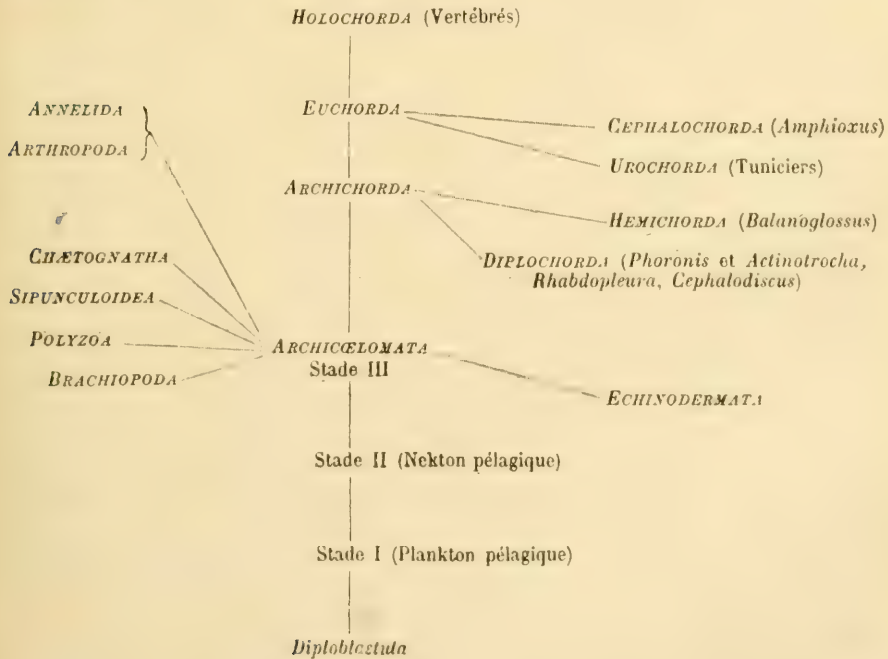 HOLOCHORDA (Vertébrés)
ANNELIDA
ARTHROPODA
EUCHORDA
CEPHALOCHORDA (Amphioxus)
UROCHORDA (Tuniciers)
ARCHICHORDA
HEMICHORDA (Balanoglossus)
DIPLOCHORDA (Phoronis et Actinotrocha,
Rhabdopleura, Cephalodiscus)
CHÆTOGNATHA
SIPUNCULOIDEA
POLYZOA
BRACHIOPODA
ARCHICŒLOMATA
Stade III
ECHINODERMATA
Stade II (Nekton pélagique)
Stade I (Plankton pélagique)
Diploblastula